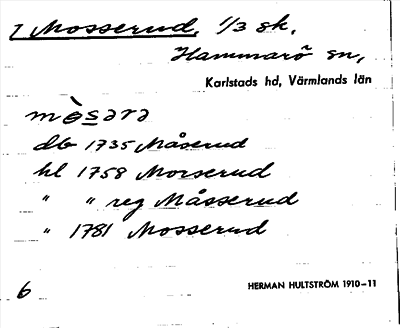 1 Mosserud, 1/3 sk,
Hammarö sn,
Karlstads hd, Värmlands län
mo̱̍sərə
db 1735 Måserud
hl 1758 Morserud
" " reg Måsserud
" 1781 Mosserud
6
HERMAN HULTSTRÖM 1910–11